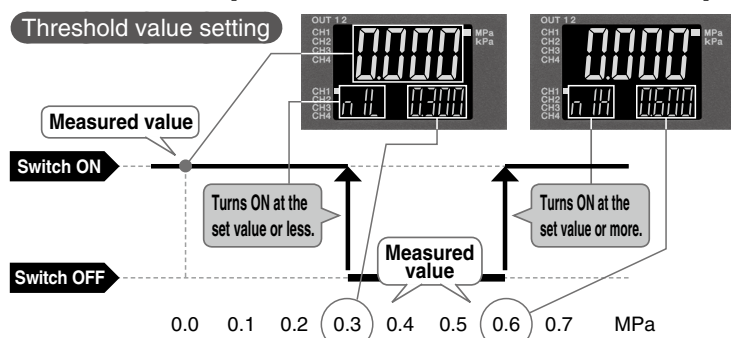 Threshold value setting
OUT 1 2
CH1
CH2
CH3
CH4
0.000
MPa
kPa
CH1
CH2
CH3
CH4
n1L
0.300
OUT 1 2
CH1
CH2
CH3
CH4
0.000
MPa
kPa
CH1
CH2
CH3
CH4
n1H
0.600
Measured value
Switch ON
Turns ON at the
set value or less.
Turns ON at the
set value or more.
Measured
value
Switch OFF
0.0 0.1 0.2 0.3 0.4 0.5 0.6 0.7 MPa